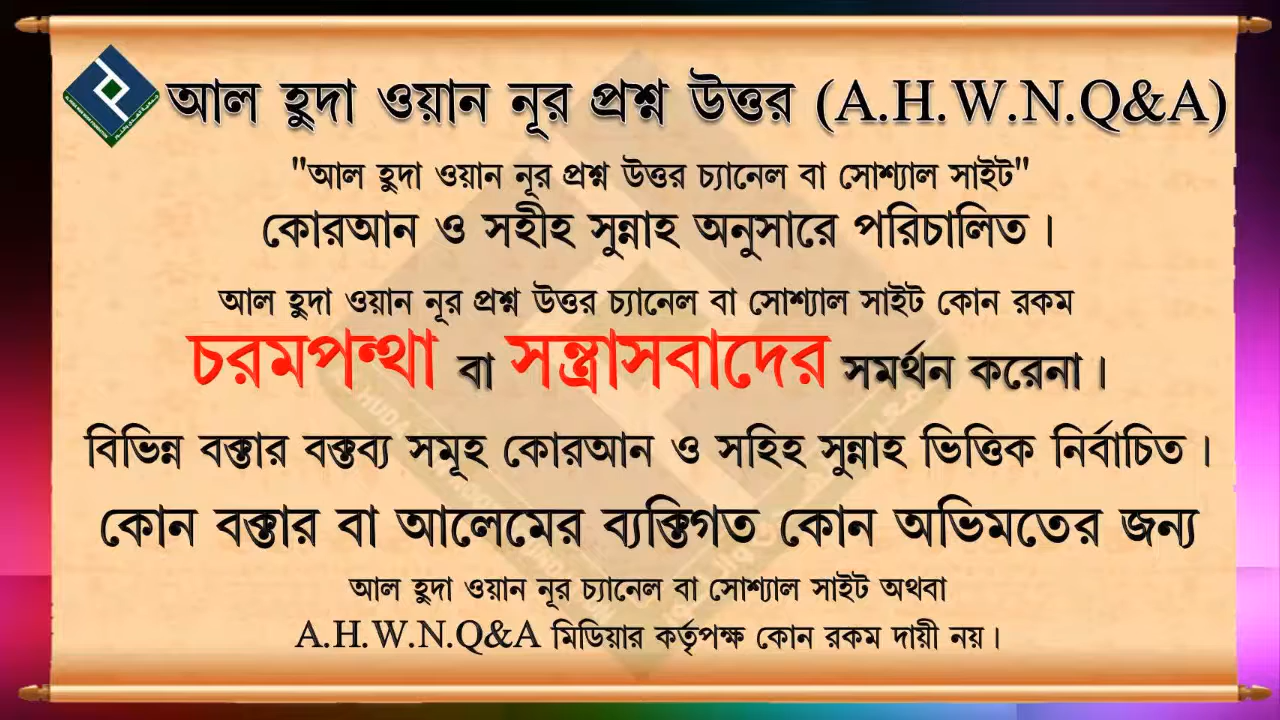 আল হুদা ওয়ান নূর প্রশ্ন উত্তর (A.H.W.N.Q&A)
"আল হুদা ওয়ান নূর প্রশ্ন উত্তর চ্যানেল বা সোশ্যাল সাইট"
কোরআন ও সহীহ সুন্নাহ অনুসারে পরিচালিত।
আল হুদা ওয়ান নূর প্রশ্ন উত্তর চ্যানেল বা সোশ্যাল সাইট কোন রকম
চরমপন্থা বা সন্ত্রাসবাদের সমর্থন করেনা।
বিভিন্ন বক্তার বক্তব্য সমূহ কোরআন ও সহিহ সুন্নাহ ভিত্তিক নির্বাচিত।
কোন বক্তার বা আলেমের ব্যক্তিগত কোন অভিমতের জন্য
আল হুদা ওয়ান নূর চ্যানেল বা সোশ্যাল সাইট অথবা
A.H.W.N.Q&A মিডিয়ার কর্তৃপক্ষ কোন রকম দায়ী নয়।